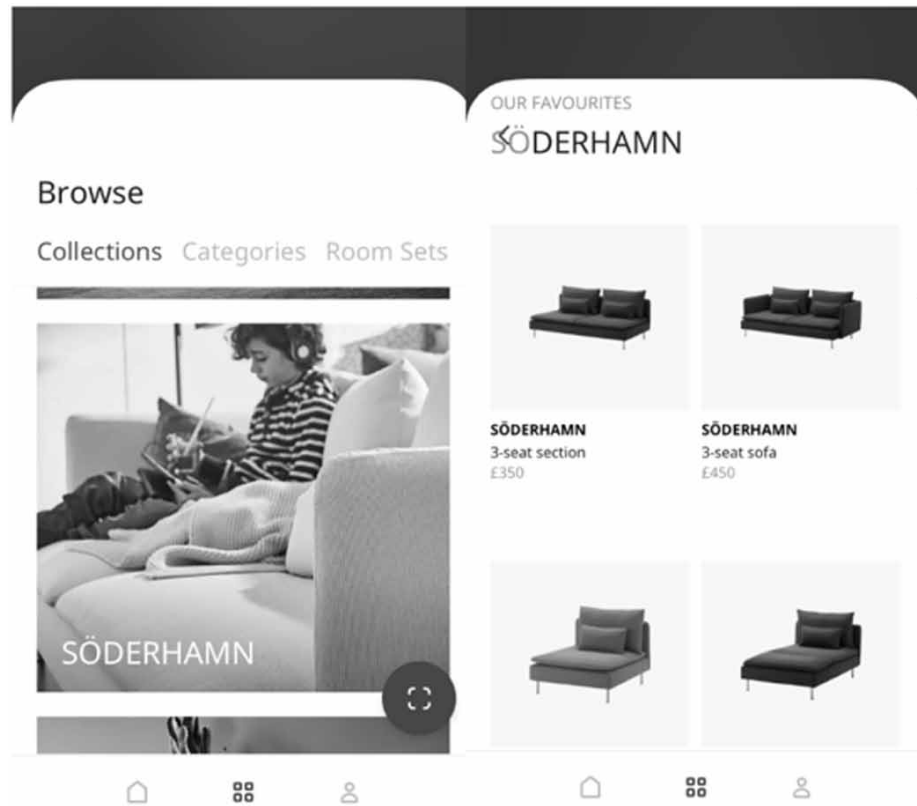 Browse
Collections Categories Room Sets
SÖDERHAMN
OUR FAVOURITES
SÖDERHAMN
SÖDERHAMN
3-seat section
£350
SÖDERHAMN
3-seat sofa
£450